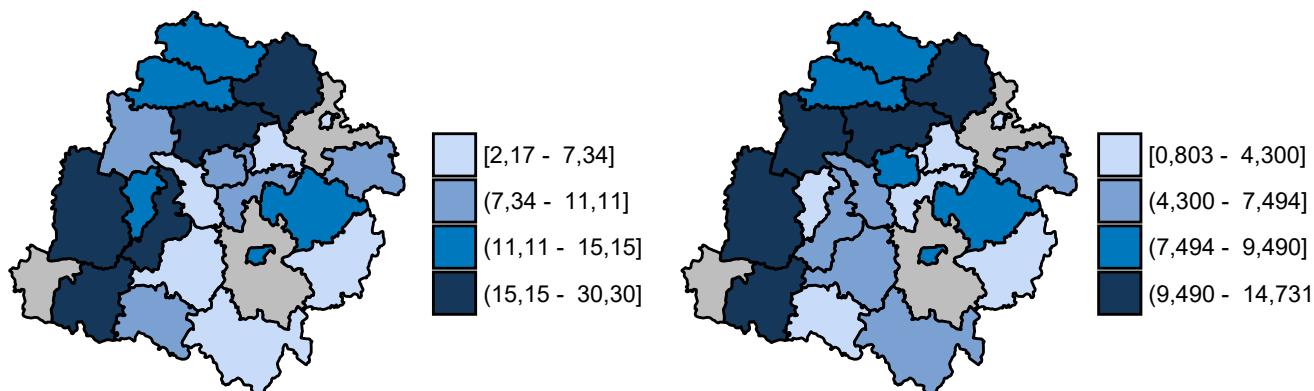 [2,17 - 7,34]
(7,34 - 11,11]
(11,11 - 15,15]
(15,15 - 30,30]
[0,803 - 4,300]
(4,300 - 7,494]
(7,494 - 9,490]
(9,490 - 14,731